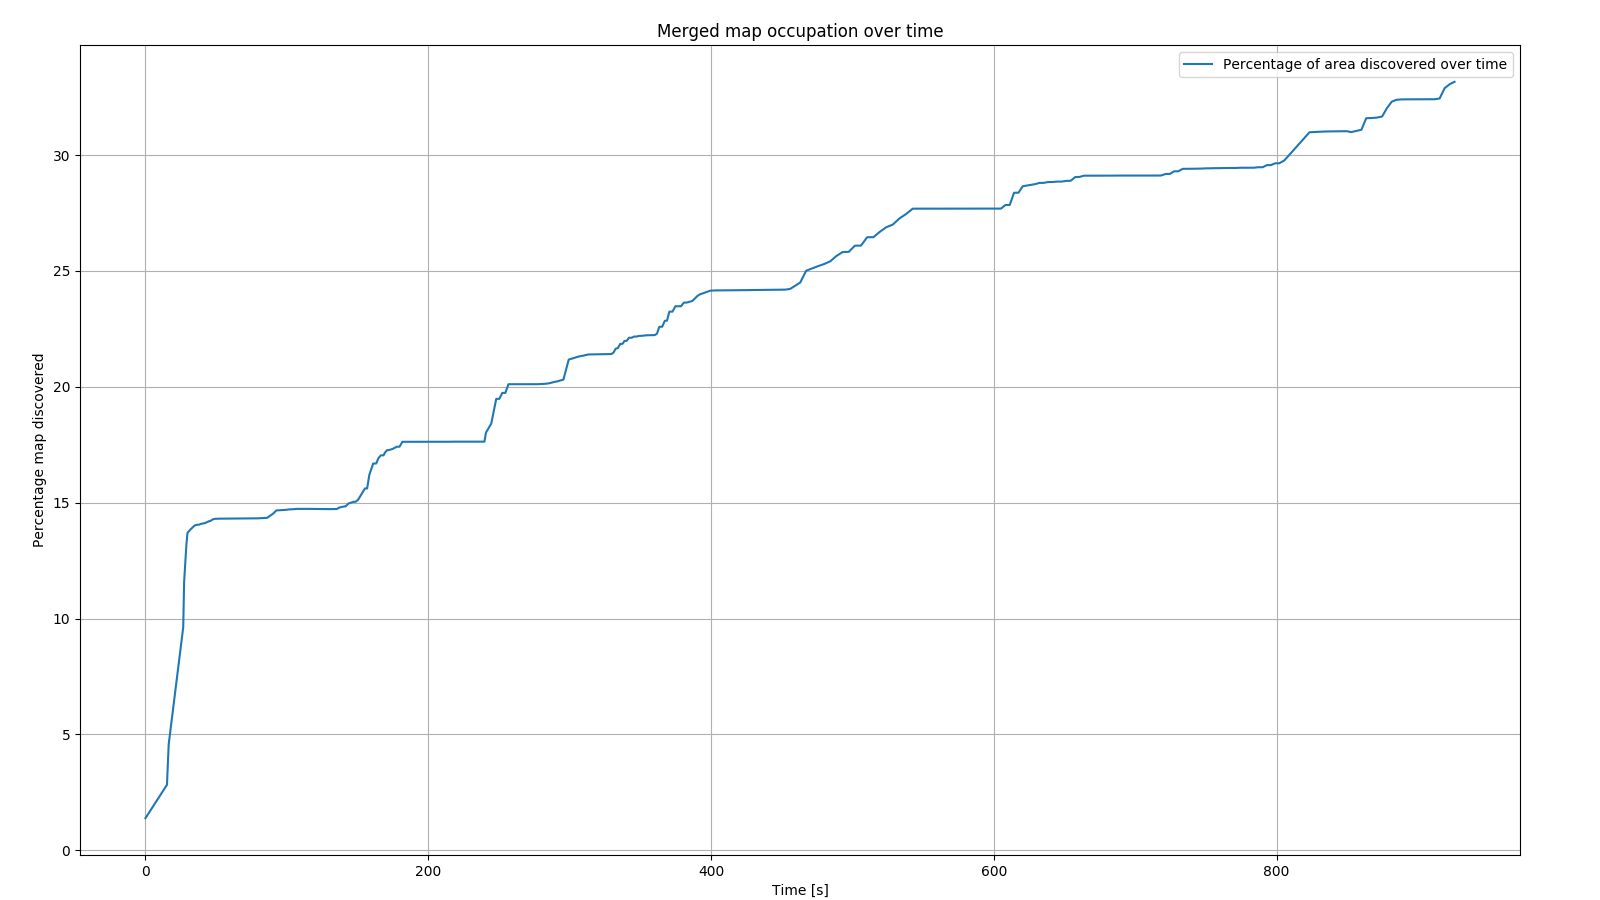 Merged map occupation over time
Percentage of area discovered over time
30
25
20
15
10
5
0
Percentage map discovered
0 200 400 600 800
Time [s]